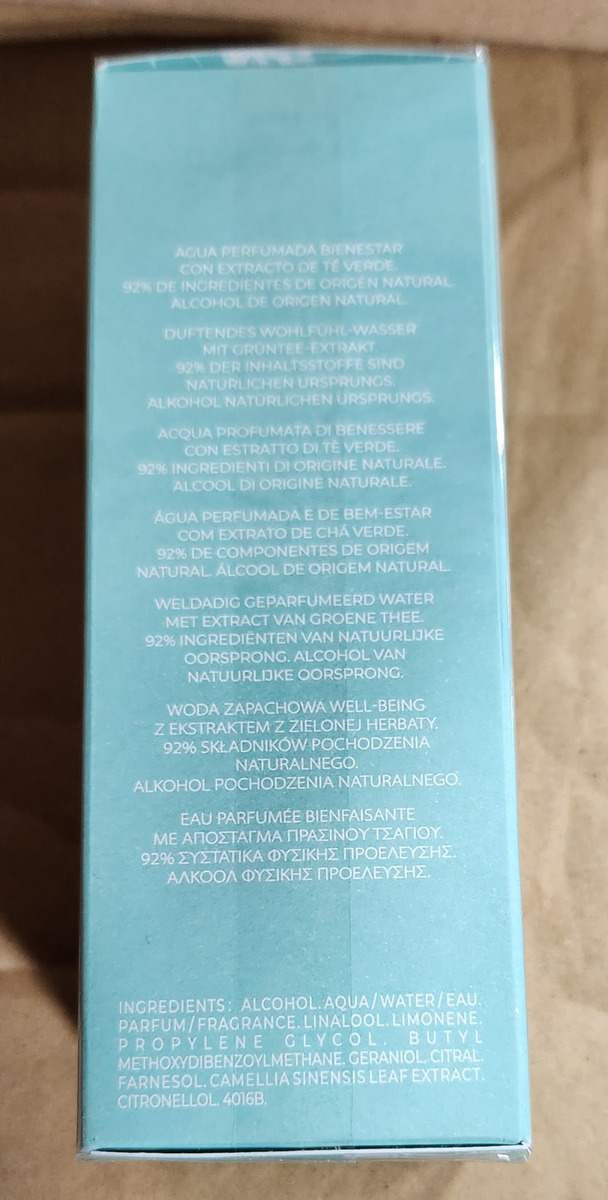 AGUA PERFUMADA BIENESTAR
CON EXTRACTO DE TÉ VERDE.
92% DE INGREDIENTES DE ORIGEN NATURAL.
ALCOHOL DE ORIGEN NATURAL.
DUFTENDES WOHLFÜHL-WASSER
MIT GRÜNTEE-EXTRAKT.
92% DER INHALTSSTOFFE SIND
NATÜRLICHEN URSPRUNGS.
ALKOHOL NATÜRLICHEN URSPRUNGS.
ACQUA PROFUMATA DI BENESSERE
CON ESTRATTO DI TÈ VERDE.
92% INGREDIENTI DI ORIGINE NATURALE.
ALCOOL DI ORIGINE NATURALE.
ÁGUA PERFUMADA E DE BEM-ESTAR
COM EXTRATO DE CHÁ VERDE.
92% DE COMPONENTES DE ORIGEM
NATURAL. ÁLCOOL DE ORIGEM NATURAL.
WELDADIG GEPARFUMEERD WATER
MET EXTRACT VAN GROENE THEE.
92% INGREDIËNTEN VAN NATUURLIJKE
OORSPRONG. ALCOHOL VAN
NATUURLIJKE OORSPRONG.
WODA ZAPACHOWA WELL-BEING
Z EKSTRAKTEM Z ZIELONEJ HERBATY.
92% SKŁADNIKÓW POCHODZENIA
NATURALNEGO.
ALKOHOL POCHODZENIA NATURALNEGO.
EAU PARFUMÉE BIENFAISANTE
ΜΕ ΑΠΟΣΤΑΓΜΑ ΠΡΑΣΙΝΟΥ ΤΣΑΓΙΟΥ.
92% ΣΥΣΤΑΤΙΚΑ ΦΥΣΙΚΗΣ ΠΡΟΕΛΕΥΣΗΣ.
ΑΛΚΟΟΛ ΦΥΣΙΚΗΣ ΠΡΟΕΛΕΥΣΗΣ.
INGREDIENTS: ALCOHOL. AQUA/WATER/EAU.
PARFUM/FRAGRANCE. LINALOOL. LIMONENE.
PROPYLENE GLYCOL. BUTYL
METHOXYDIBENZOYLMETHANE. GERANIOL. CITRAL.
FARNESOL. CAMELLIA SINENSIS LEAF EXTRACT.
CITRONELLOL. 4016B.